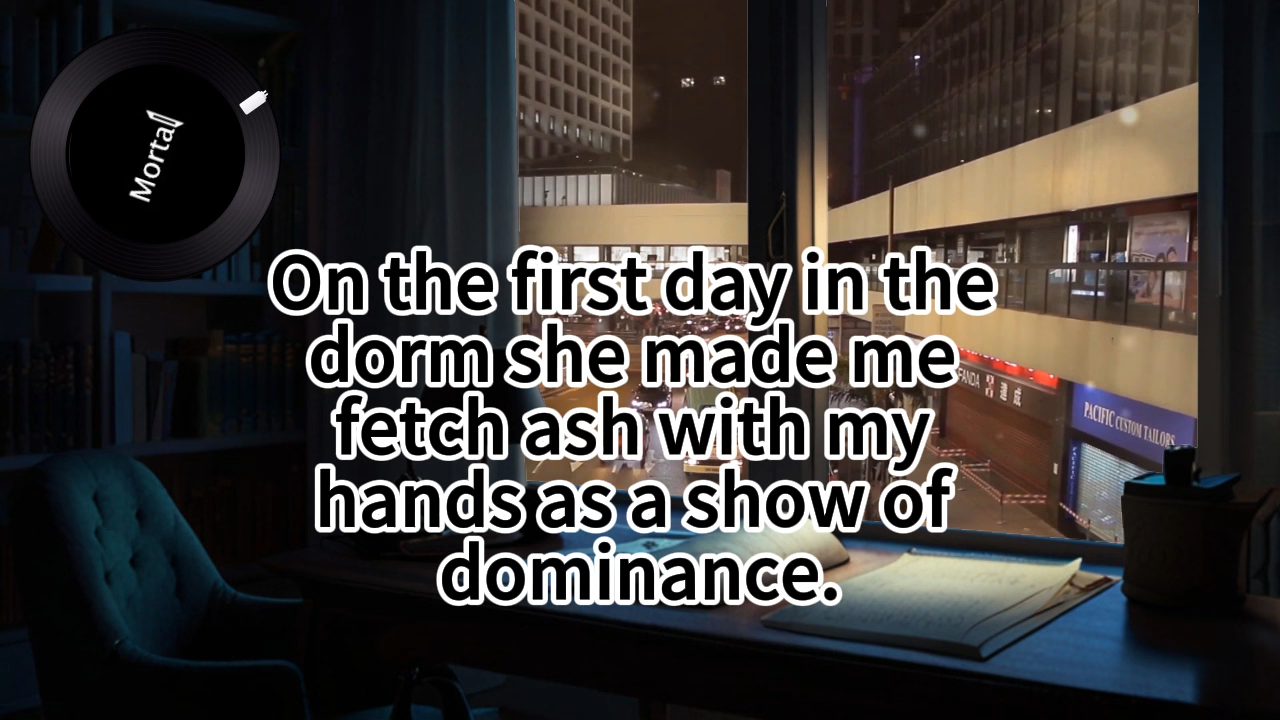 Mortal
On the first day in the
dorm she made me
fetch ash with my
hands as a show of
dominance.
PANDA
PACIFIC CUSTOM TAILORS